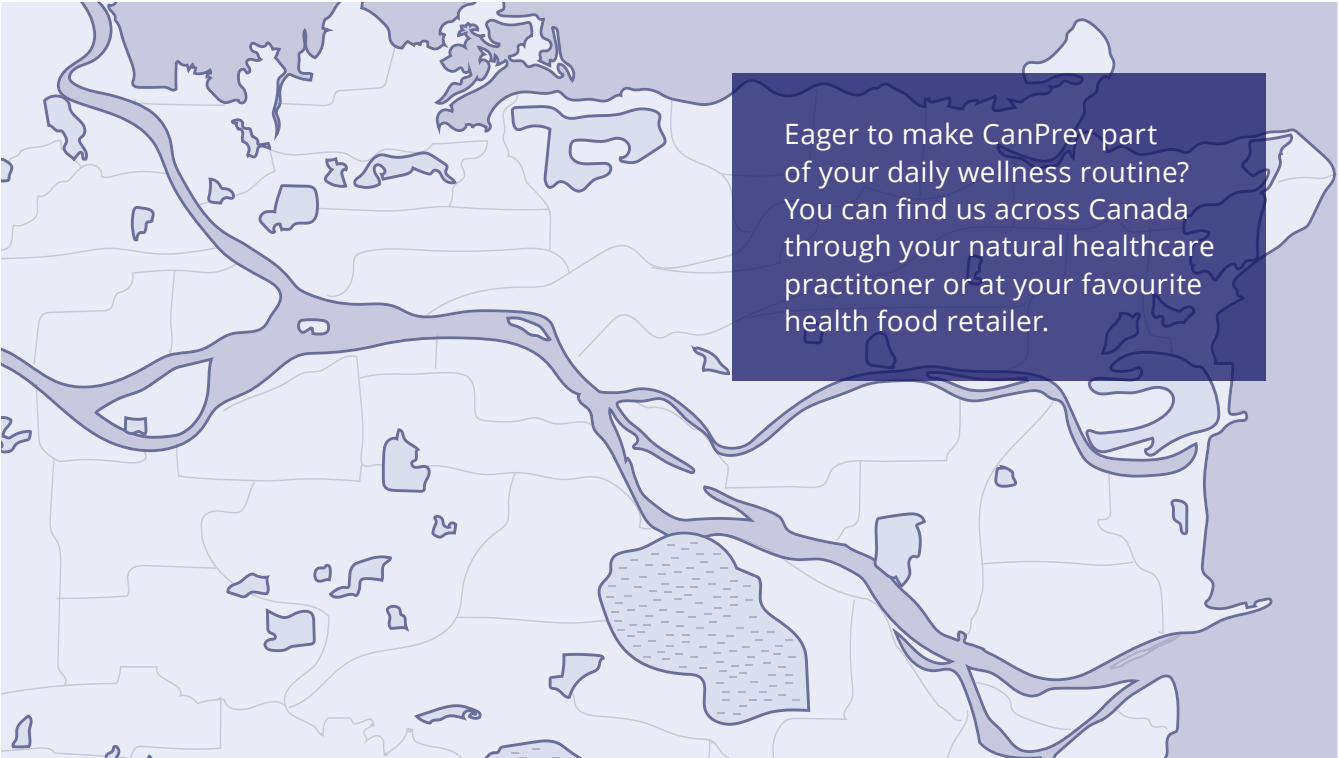 Eager to make CanPrev part
of your daily wellness routine?
You can find us across Canada
through your natural healthcare
practitoner or at your favourite
health food retailer.